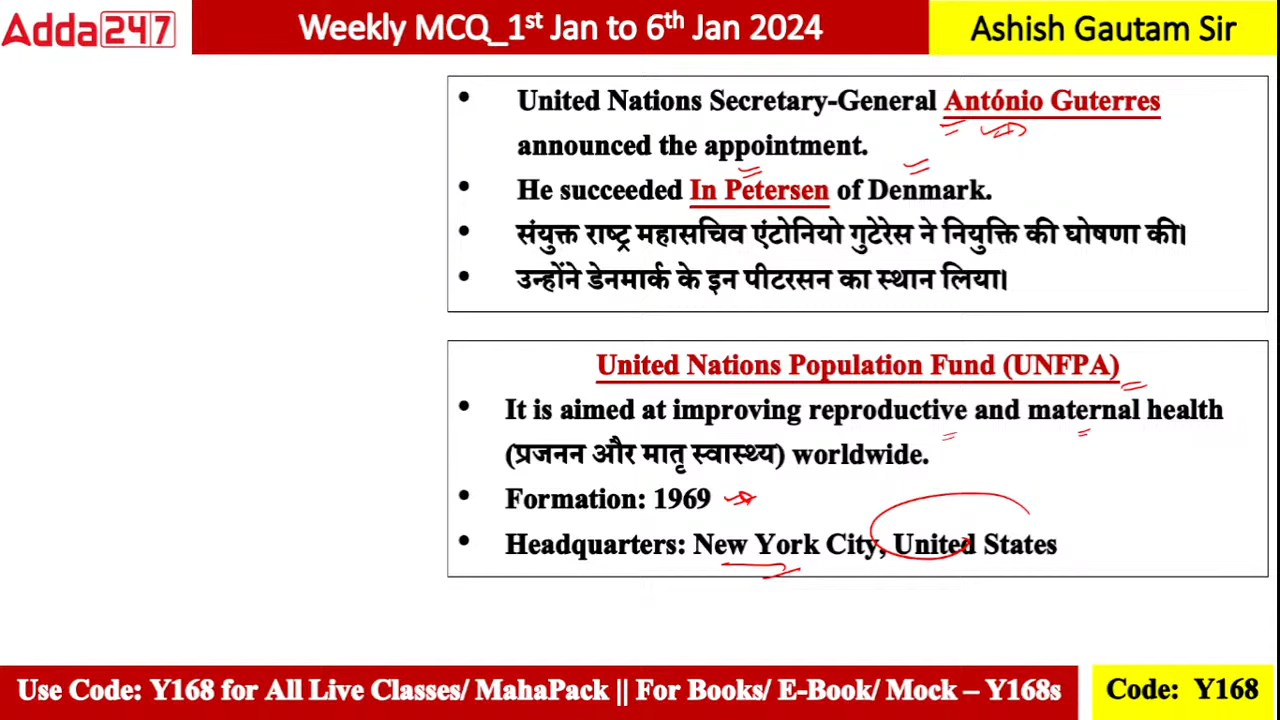 Adda247
Weekly MCQ_1st Jan to 6th Jan 2024
Ashish Gautam Sir
• United Nations Secretary-General António Guterres
announced the appointment.
• He succeeded In Petersen of Denmark.
• संयुक्त राष्ट्र महासचिव एंटोनियो गुटेरेस ने नियुक्ति की घोषणा की।
• उन्होंने डेनमार्क के इन पीटरसन का स्थान लिया।
United Nations Population Fund (UNFPA)
• It is aimed at improving reproductive and maternal health
(प्रजनन और मातृ स्वास्थ्य) worldwide.
• Formation: 1969
• Headquarters: New York City, United States
Use Code: Y168 for All Live Classes/ MahaPack || For Books/ E-Book/ Mock – Y168s
Code: Y168